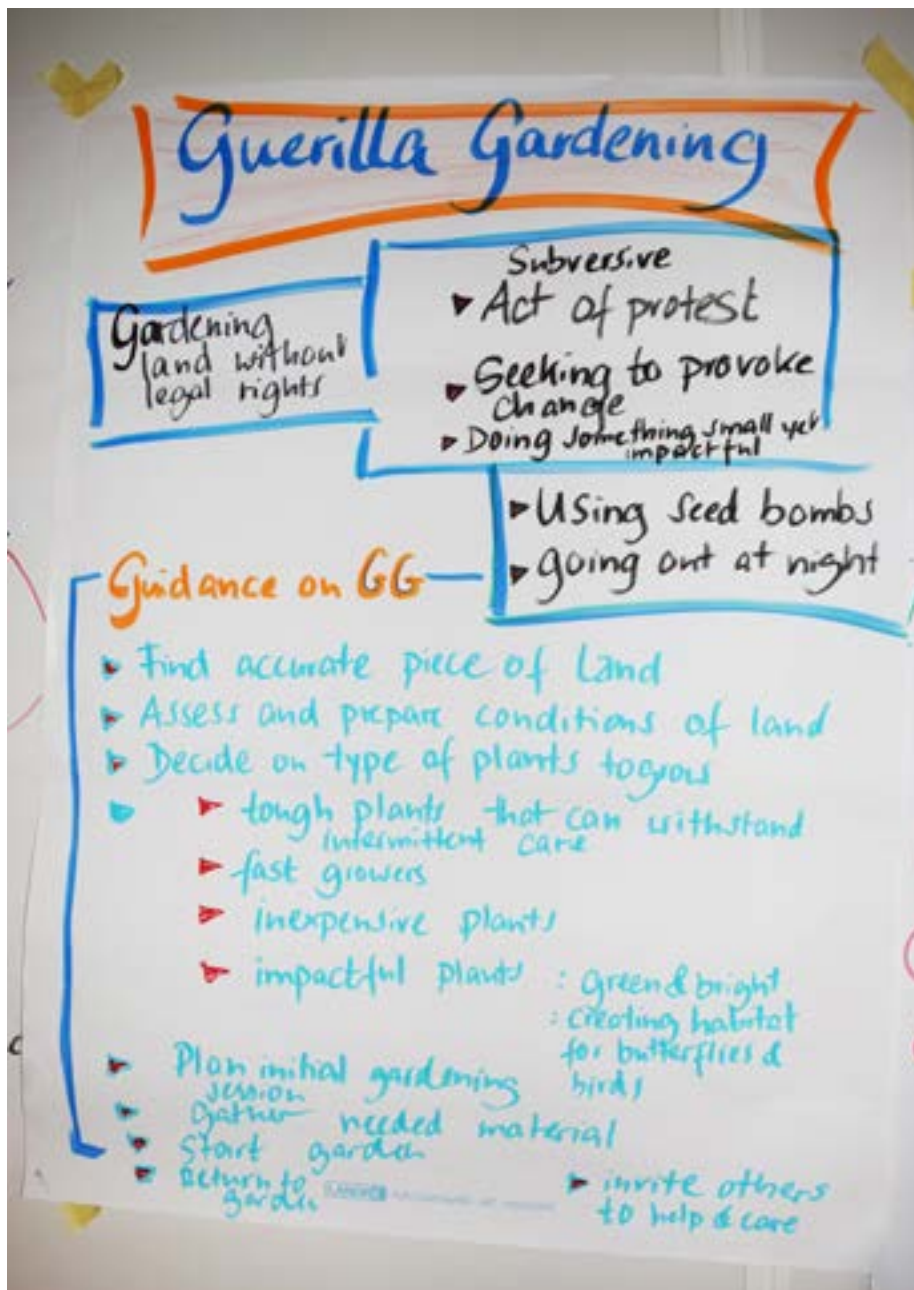 Guerilla Gardening
Gardening
land without
legal rights
Subversive
Act of protest
Seeking to provoke
change
Doing something small yet
impactful
Using seed bombs
going out at night
Guidance on GG
Find accurate piece of Land
Assess and prepare conditions of land
Decide on type of plants to grow
tough plants that can withstand
intermittent care
fast growers
inexpensive plants
impactful plants : Green & bright
: creating habitat
for butterflies &
birds
Plan initial gardening
session
Gather needed material
Start garden
Return to
garden
invite others
to help & care